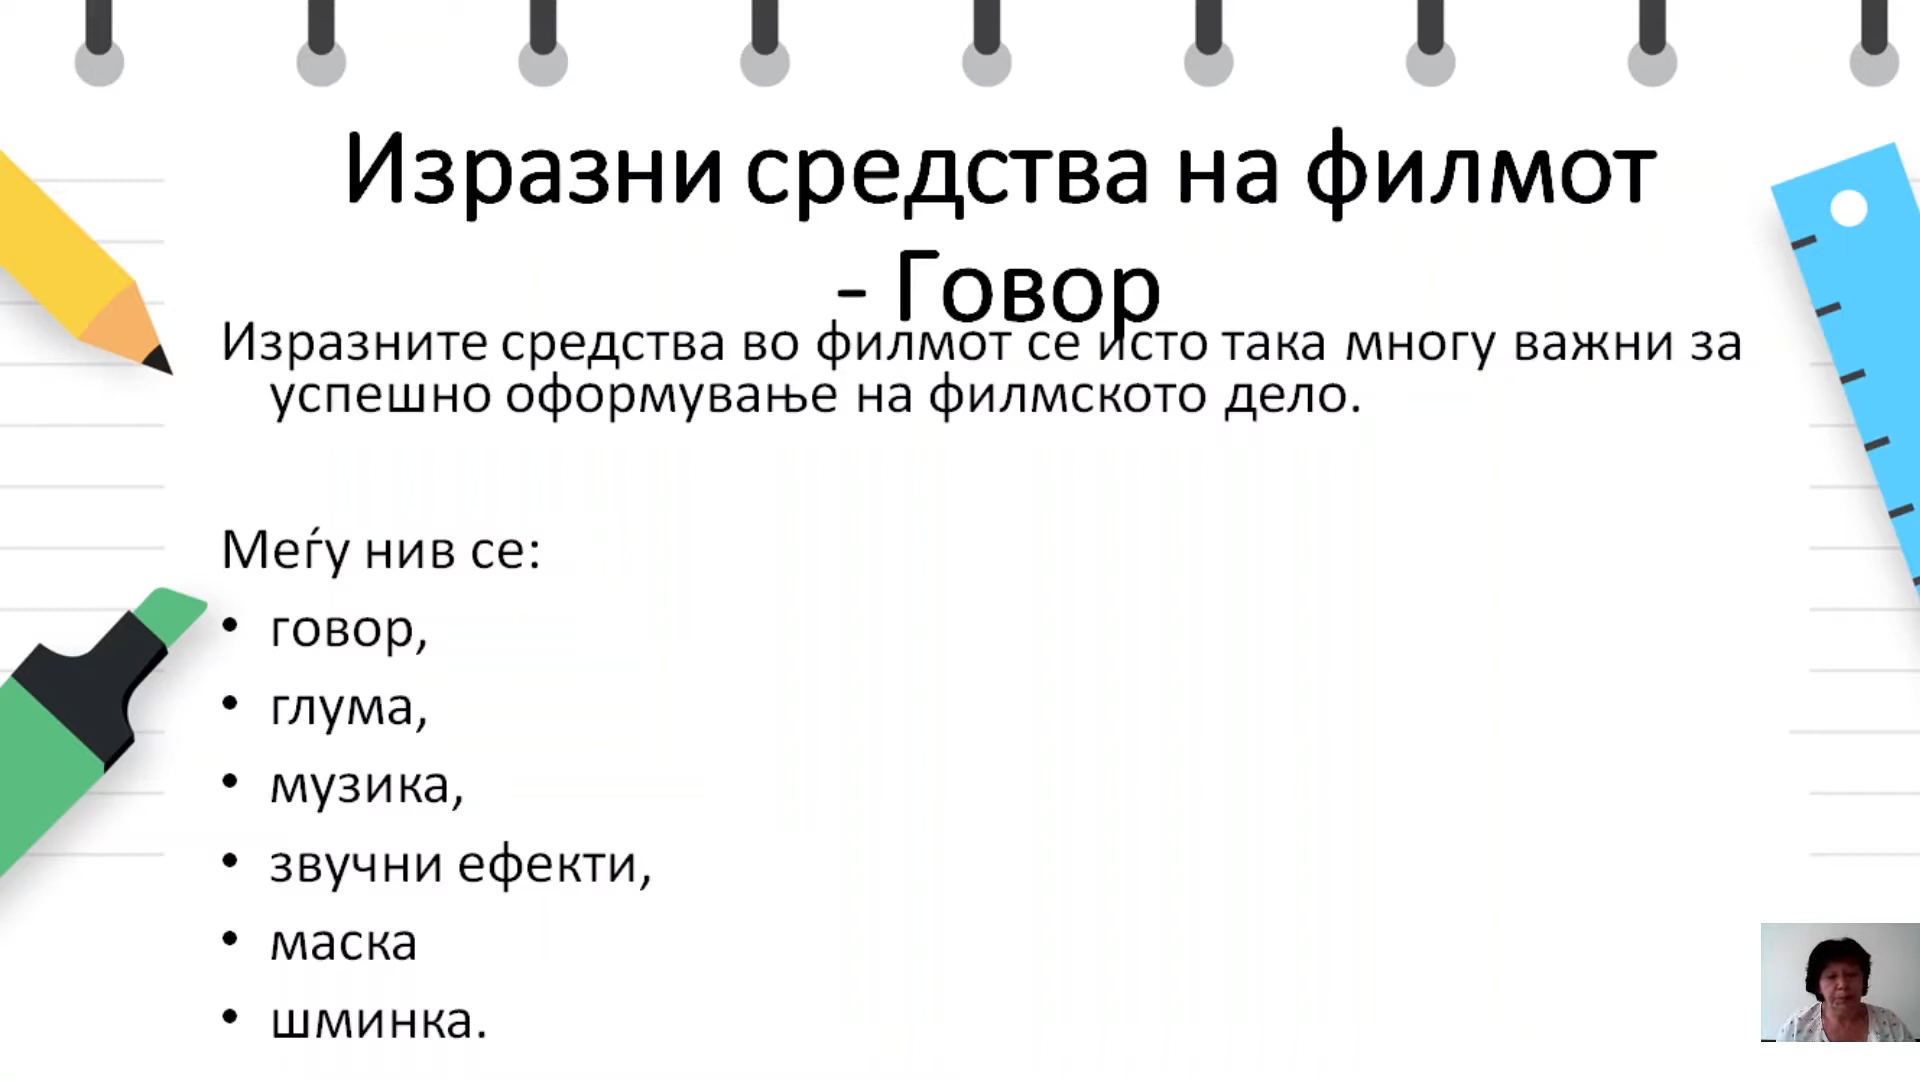 Изразни средства на филмот
- Говор
Изразните средства во филмот се исто така многу важни за
успешно оформување на филмското дело.
Меѓу нив се:
• говор,
• глума,
• музика,
• звучни ефекти,
• маска
• шминка.